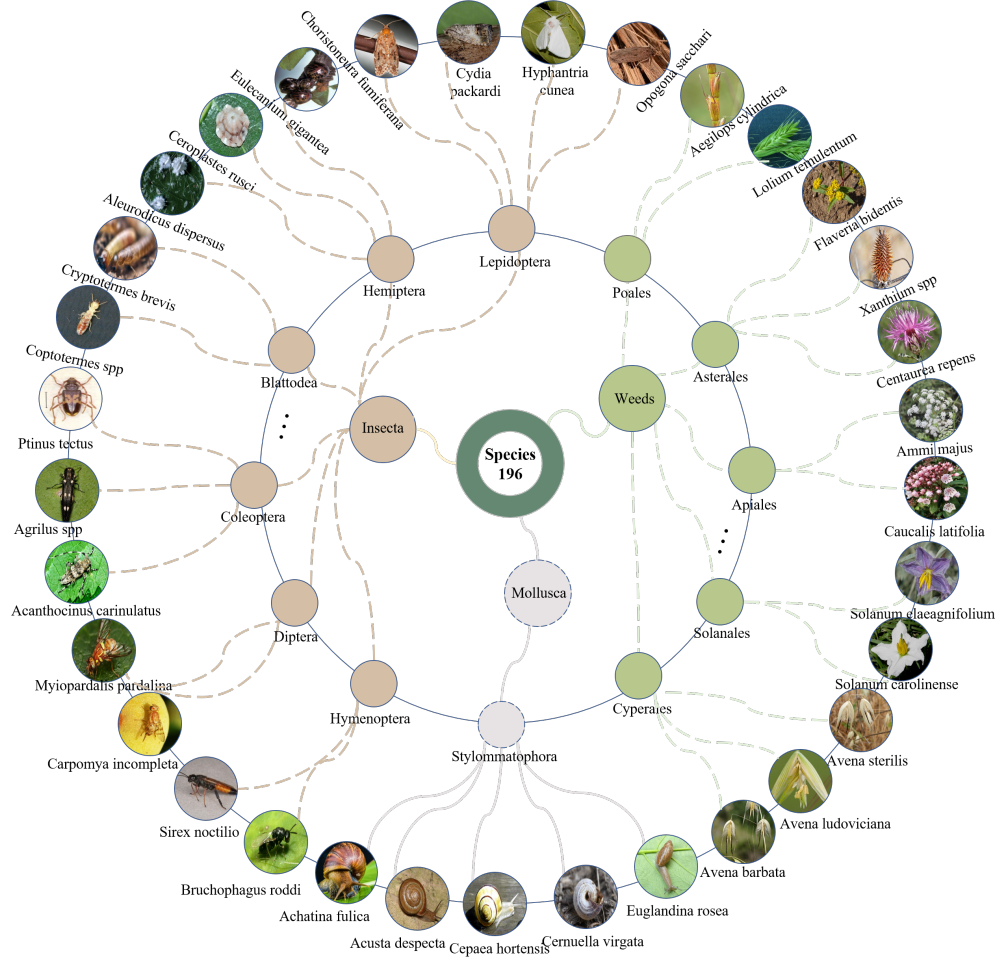 Choristoneura fumiferana
Cydia
packardi
Hyphantria
cunea
Opogona sacchari
Aegilops cylindrica
Lolium temulentum
Flaveria bidentis
Xanthium spp
Centaurea repens
Ammi majus
Caucalis latifolia
Solanum elaeagnifolium
Solanum carolinense
Avena sterilis
Avena ludoviciana
Avena barbata
Euglandina rosea
Cernuella virgata
Cepaea hortensis
Acusta despecta
Achatina fulica
Bruchophagus roddi
Sirex noctilio
Carpomya incompleta
Myiopardalis pardalina
Acanthocinus carinulatus
Agrilus spp
Ptinus tectus
Coptotermes spp
Cryptotermes brevis
Aleurodicus dispersus
Ceroplastes rusci
Eulecanium gigantea
Lepidoptera
Poales
Asterales
Apiales
Solanales
Cyperales
Stylommatophora
Hymenoptera
Diptera
Coleoptera
Blattodea
Hemiptera
Insecta
Weeds
Mollusca
Species
196